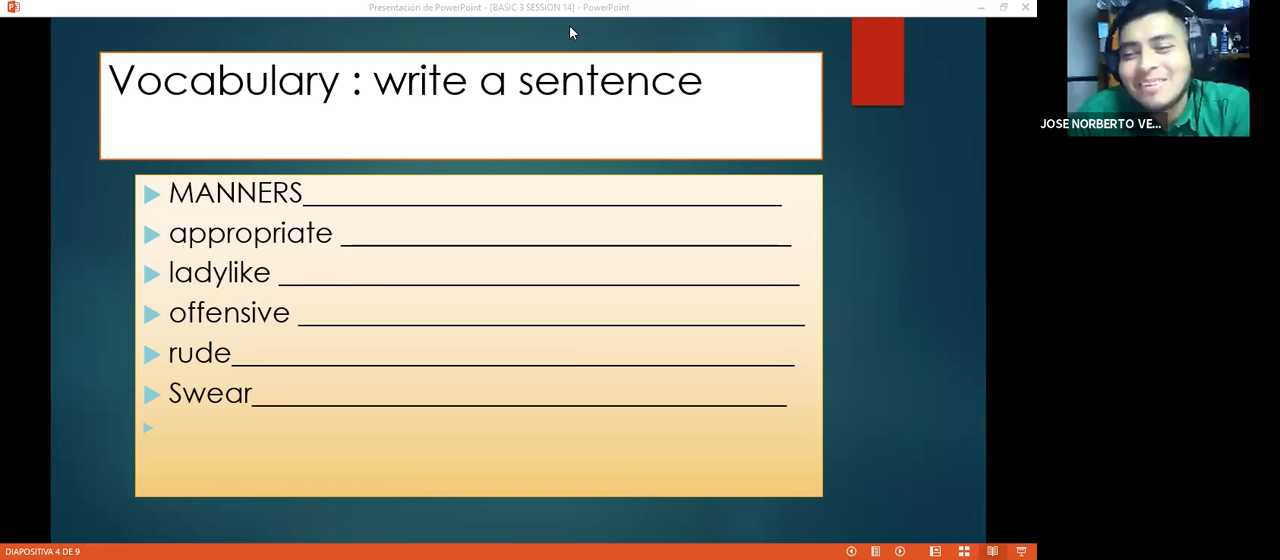 Presentación de PowerPoint - [BASIC 3 SESSION 14] - PowerPoint
Vocabulary : write a sentence
MANNERS
appropriate
ladylike
offensive
rude
Swear
JOSE NORBERTO VE...
DIAPOSITIVA 4 DE 9